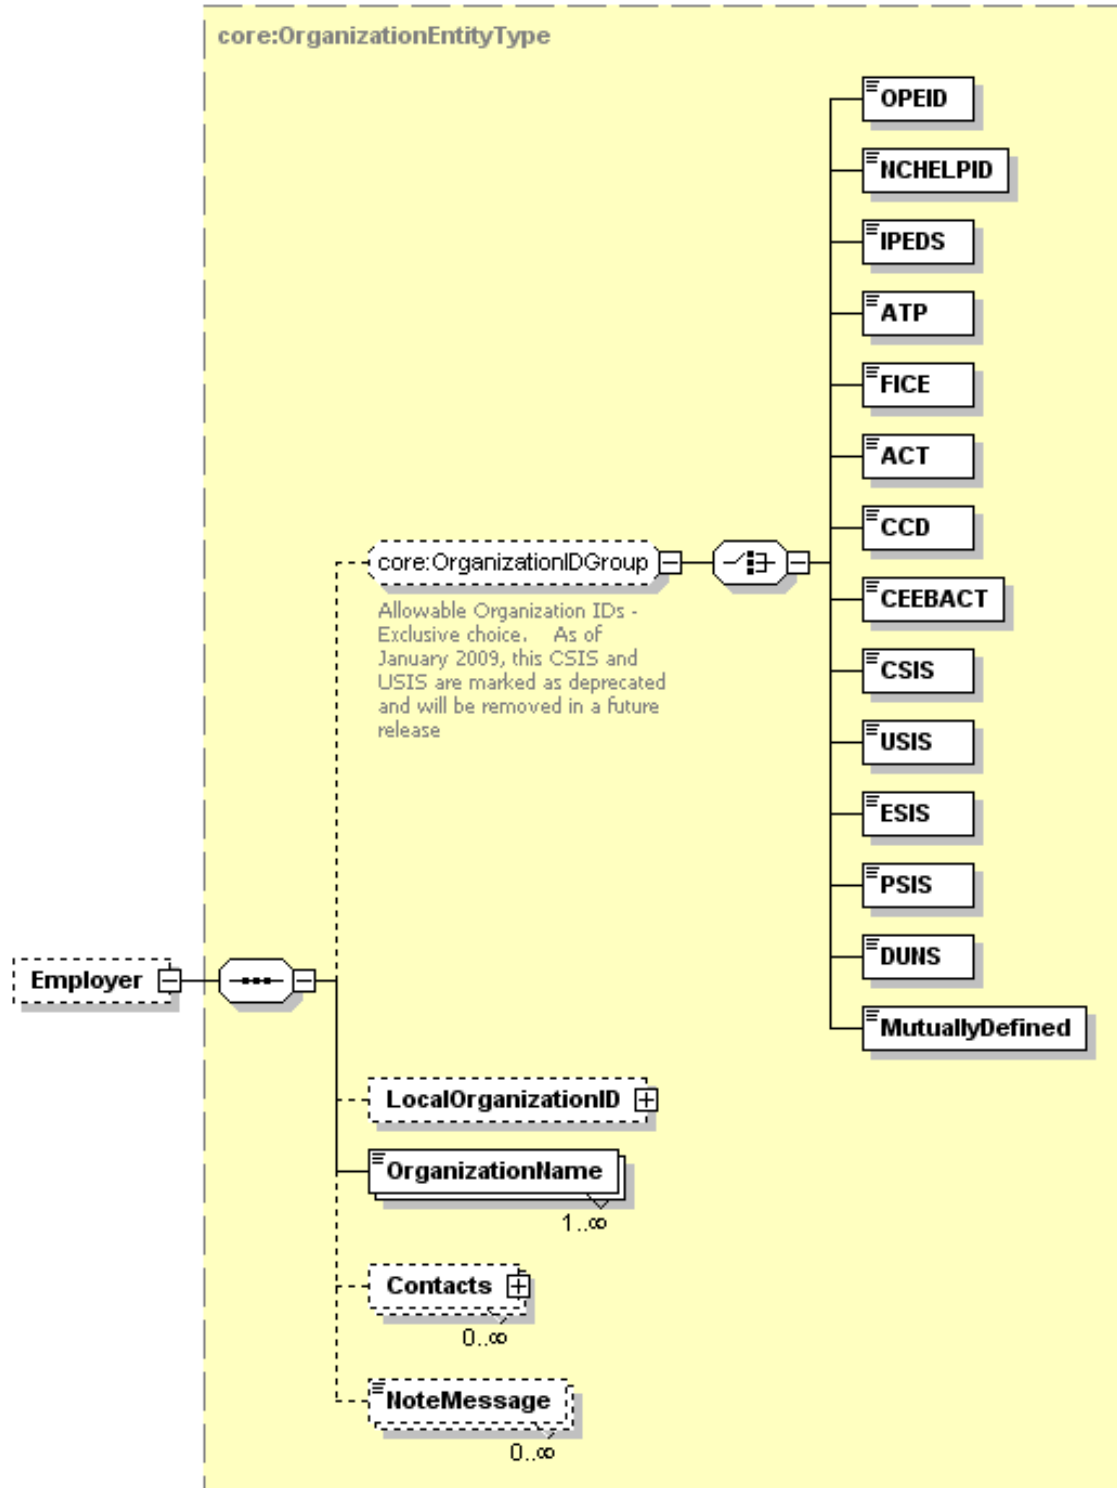 core:OrganizationEntityType
OPEID
NCHELPID
IPEDS
ATP
FICE
ACT
CCD
core:OrganizationIDGroup
CEEBACT
Allowable Organization IDs -
Exclusive choice. As of
January 2009, this CSIS and
USIS are marked as deprecated
and will be removed in a future
release
CSIS
USIS
ESIS
PSIS
DUNS
Employer
MutuallyDefined
LocalOrganizationID
OrganizationName
1..∞
Contacts
0..∞
NoteMessage
0..∞